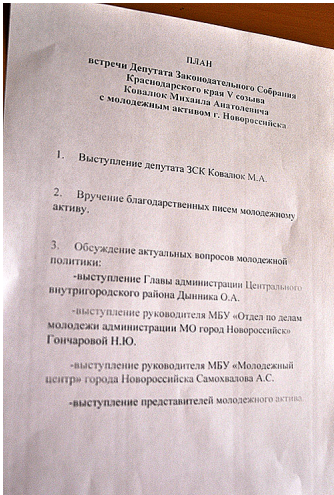 ПЛАН
встречи Депутата Законодательного Собрания
Краснодарского края V созыва
Ковалюк Михаила Анатолевича
с молодежным активом г. Новороссийска
1. Выступление депутата ЗСК Ковалюк М.А.
2. Вручение благодарственных писем молодежному
активу.
3. Обсуждение актуальных вопросов молодежной
политики:
-выступление Главы администрации Центрального
внутригородского района Дынника О.А.
-выступление руководителя МБУ «Отдел по делам
молодежи администрации МО город Новороссийск»
Гончаровой Н.Ю.
-выступление руководителя МБУ «Молодежный
центр» города Новороссийска Самохвалова А.С.
-выступление представителей молодежного актива